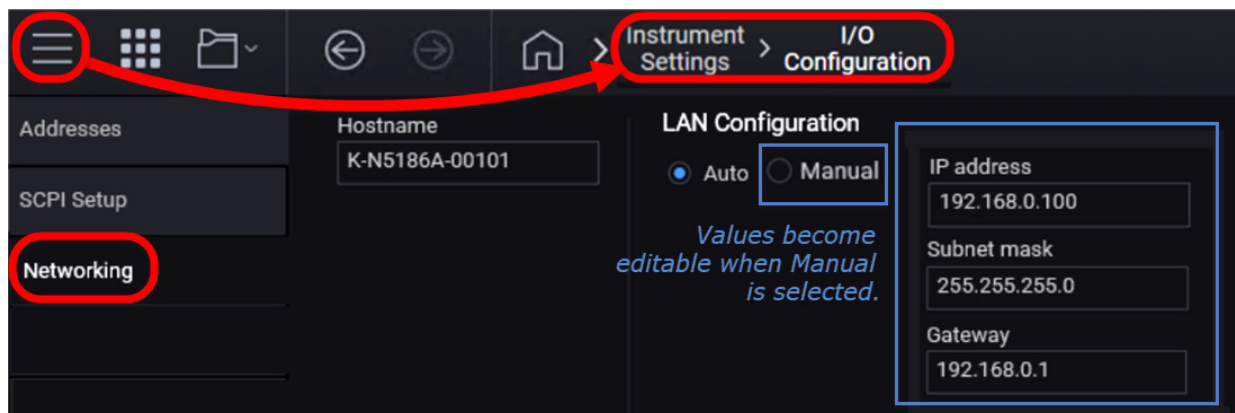 Instrument
Settings
I/O
Configuration
Addresses
SCPI Setup
Networking
Hostname
K-N5186A-00101
LAN Configuration
Auto
Manual
Values become
editable when Manual
is selected.
IP address
192.168.0.100
Subnet mask
255.255.255.0
Gateway
192.168.0.1